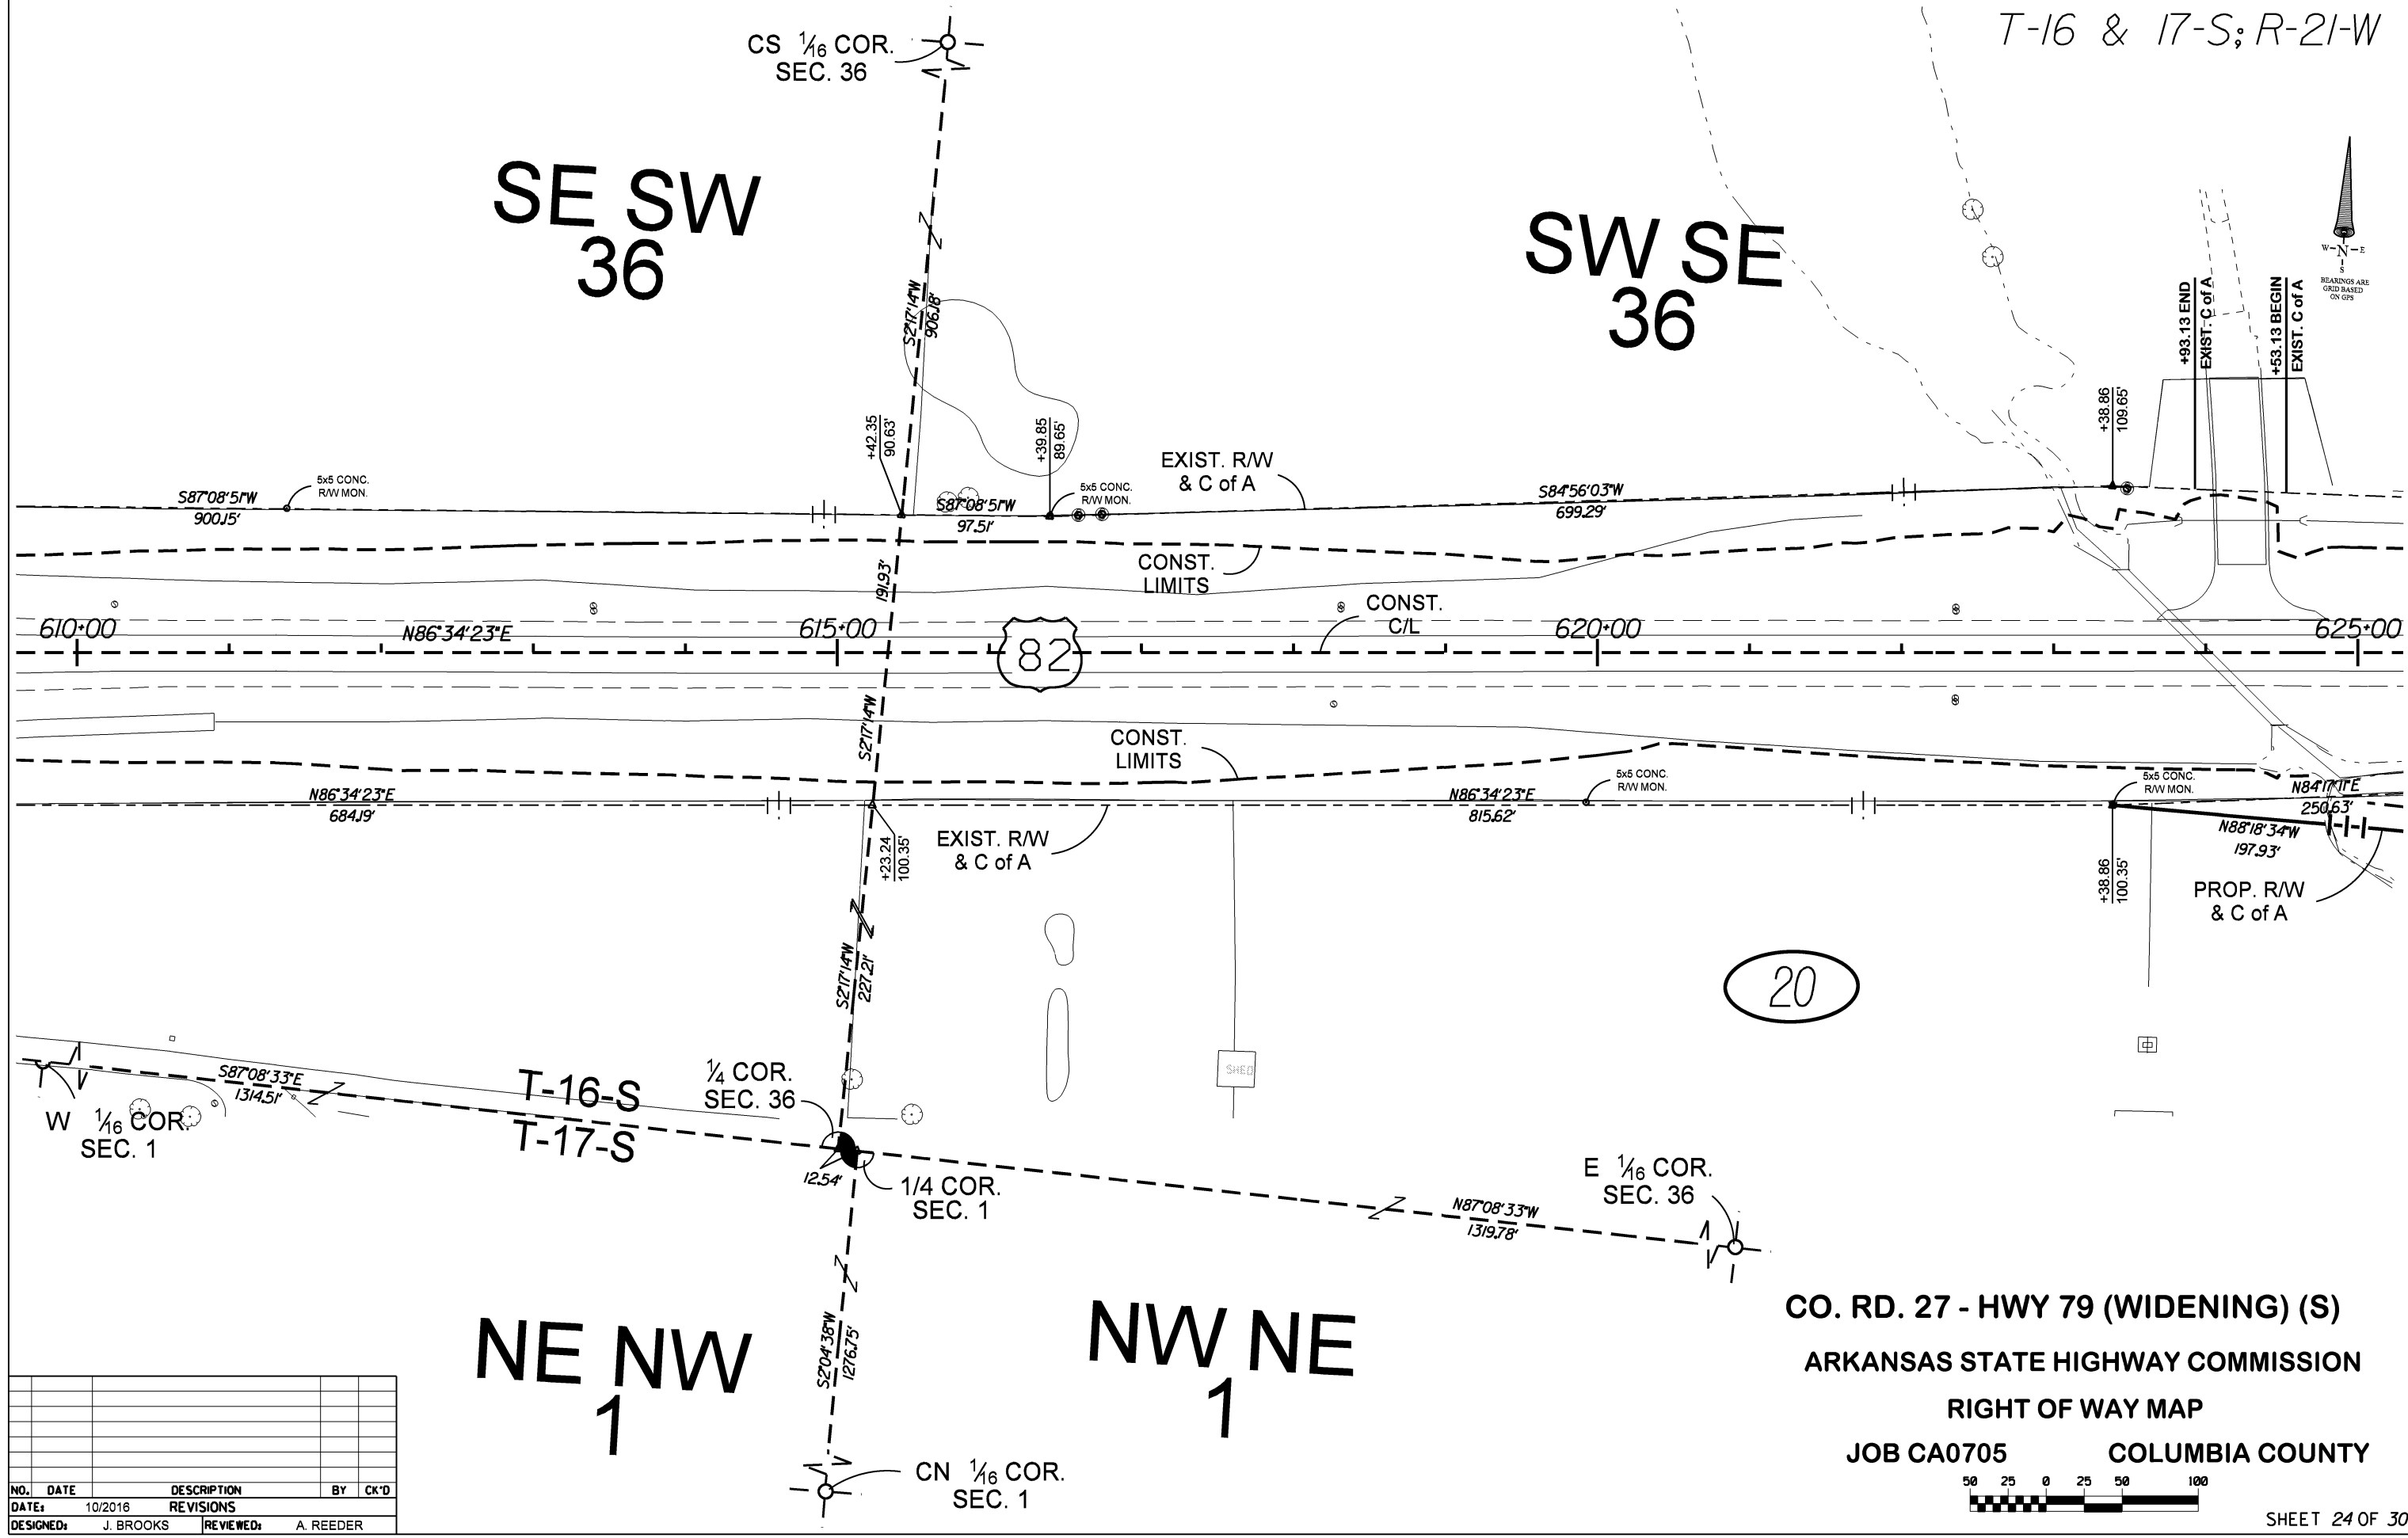 T-16 & 17-S; R-21-W
CS 1/16 COR.
SEC. 36
SE SW
36
SW SE
36
W-N-E
S
BEARINGS ARE
GRID BASED
ON GPS
+93.13 END
EXIST. C of A
+53.13 BEGIN
EXIST. C of A
S2°17'14"W
906.18'
+42.35
90.63'
+39.85
89.65'
+38.86
109.65'
EXIST. R/W
& C of A
5x5 CONC.
R/W MON.
5x5 CONC.
R/W MON.
S87°08'51"W
900.15'
S87°08'51"W
97.51'
S84°56'03"W
699.29'
CONST.
LIMITS
191.93'
CONST.
C/L
610+00
N86°34'23"E
615+00
82
620+00
625+00
S2°17'14"W
CONST.
LIMITS
5x5 CONC.
R/W MON.
5x5 CONC.
R/W MON.
N86°34'23"E
684.19'
N86°34'23"E
815.62'
N84°17'11"E
250.63'
N88°18'34"W
197.93'
EXIST. R/W
& C of A
+23.24
100.35'
+38.86
100.35'
PROP. R/W
& C of A
S2°17'14"W
227.21'
20
SHED
S87°08'33"E
1314.51'
T-16-S
T-17-S
1/4 COR.
SEC. 36
W 1/16 COR.
SEC. 1
12.54'
1/4 COR.
SEC. 1
E 1/16 COR.
SEC. 36
N87°08'33"W
1319.78'
S2°04'38"W
1276.75'
NE NW
1
NW NE
1
CN 1/16 COR.
SEC. 1
CO. RD. 27 - HWY 79 (WIDENING) (S)
ARKANSAS STATE HIGHWAY COMMISSION
RIGHT OF WAY MAP
JOB CA0705 COLUMBIA COUNTY
50 25 0 25 50 100
NO. DATE DESCRIPTION BY CK'D
DATE: 10/2016 REVISIONS
DESIGNED: J. BROOKS REVIEWED: A. REEDER
SHEET 24 OF 30